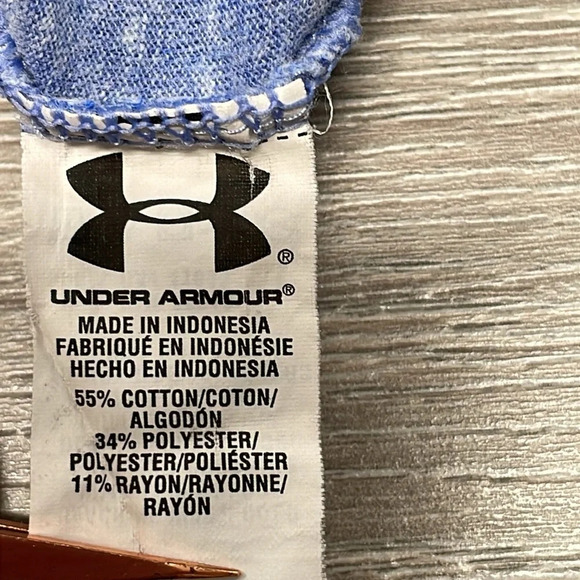 ®
UNDER ARMOUR®
MADE IN INDONESIA
FABRIQUÉ EN INDONÉSIE
HECHO EN INDONESIA
55% COTTON/COTON/
ALGODÓN
34% POLYESTER/
POLYESTER/POLIÉSTER
11% RAYON/RAYONNE/
RAYÓN